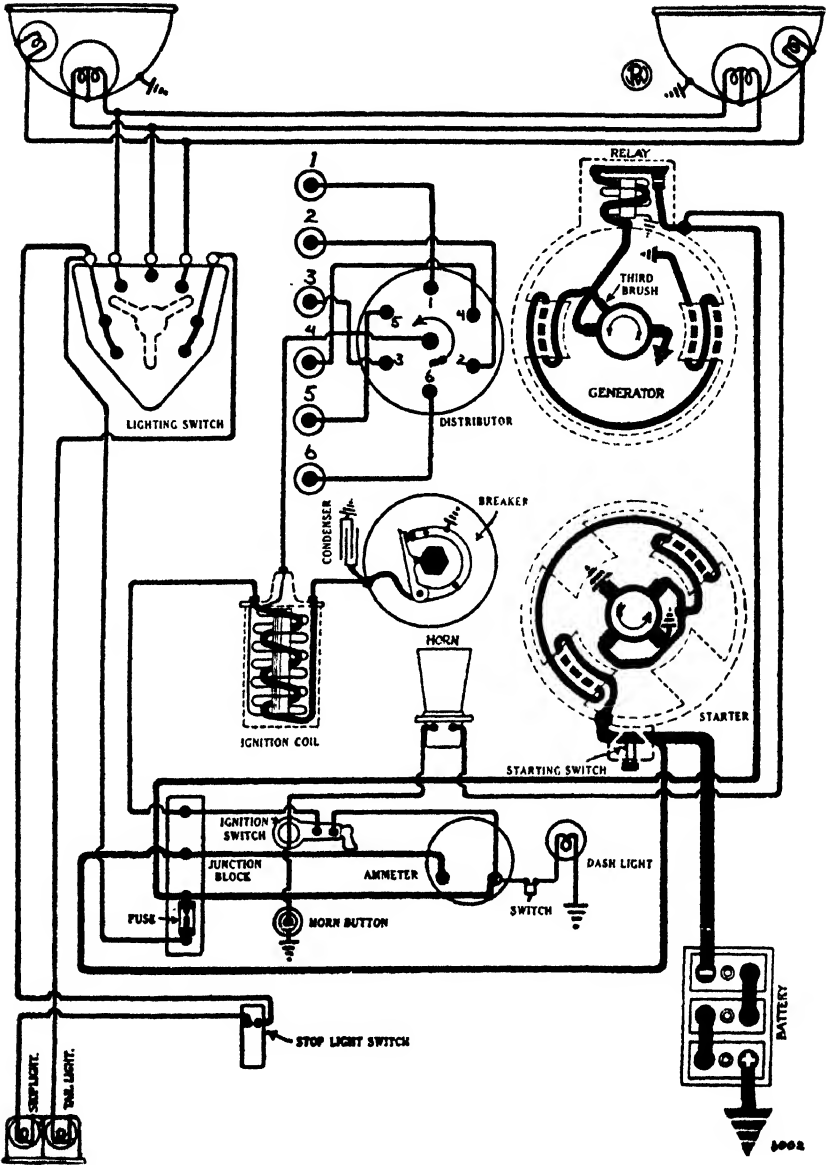 RELAY
1
2
3
4
5
6
THIRD
BRUSH
1
5
4
3
2
6
GENERATOR
LIGHTING SWITCH
DISTRIBUTOR
CONDENSER
BREAKER
HORN
IGNITION COIL
STARTER
STARTING SWITCH
IGNITION
SWITCH
JUNCTION
BLOCK
AMMETER
DASH LIGHT
SWITCH
FUSE
HORN BUTTON
BATTERY
STOP LIGHT SWITCH
STOPLIGHT.
TAIL LIGHT.